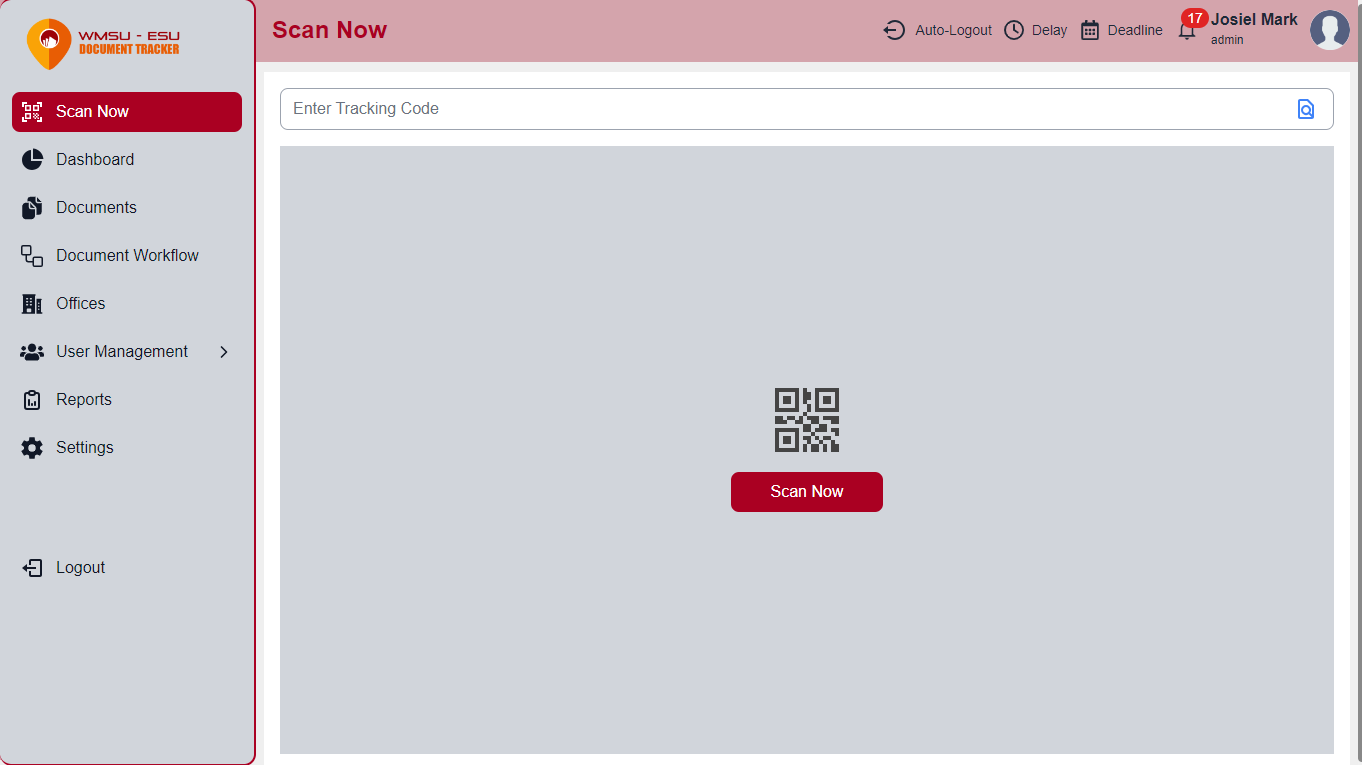 WMSU - ESU
DOCUMENT TRACKER
Scan Now
Dashboard
Documents
Document Workflow
Offices
User Management
Reports
Settings
Logout
Scan Now
Auto-Logout
Delay
Deadline
17
Josiel Mark
admin
Enter Tracking Code
Scan Now